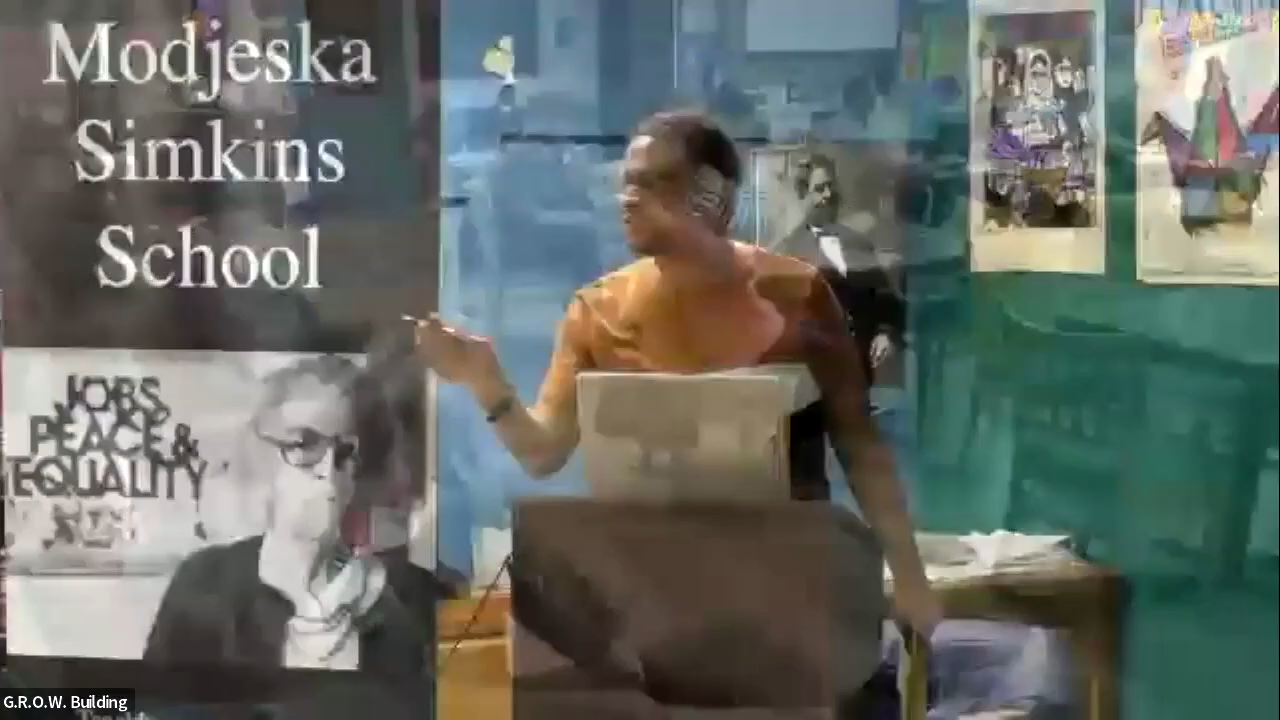 Modjeska
Simkins
School
JOBS
PEACE &
EQUALITY
G.R.O.W. Building